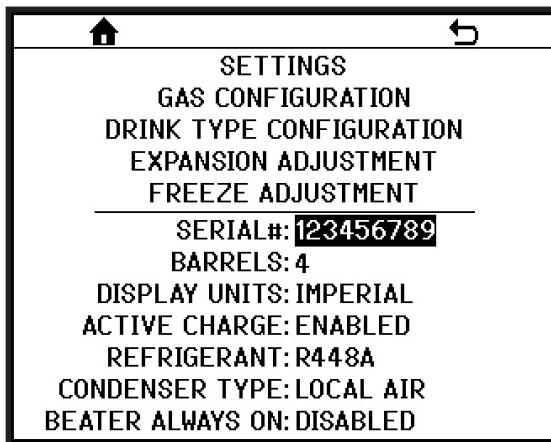 SETTINGS
GAS CONFIGURATION
DRINK TYPE CONFIGURATION
EXPANSION ADJUSTMENT
FREEZE ADJUSTMENT
SERIAL#: 123456789
BARRELS: 4
DISPLAY UNITS: IMPERIAL
ACTIVE CHARGE: ENABLED
REFRIGERANT: R448A
CONDENSER TYPE: LOCAL AIR
BEATER ALWAYS ON: DISABLED